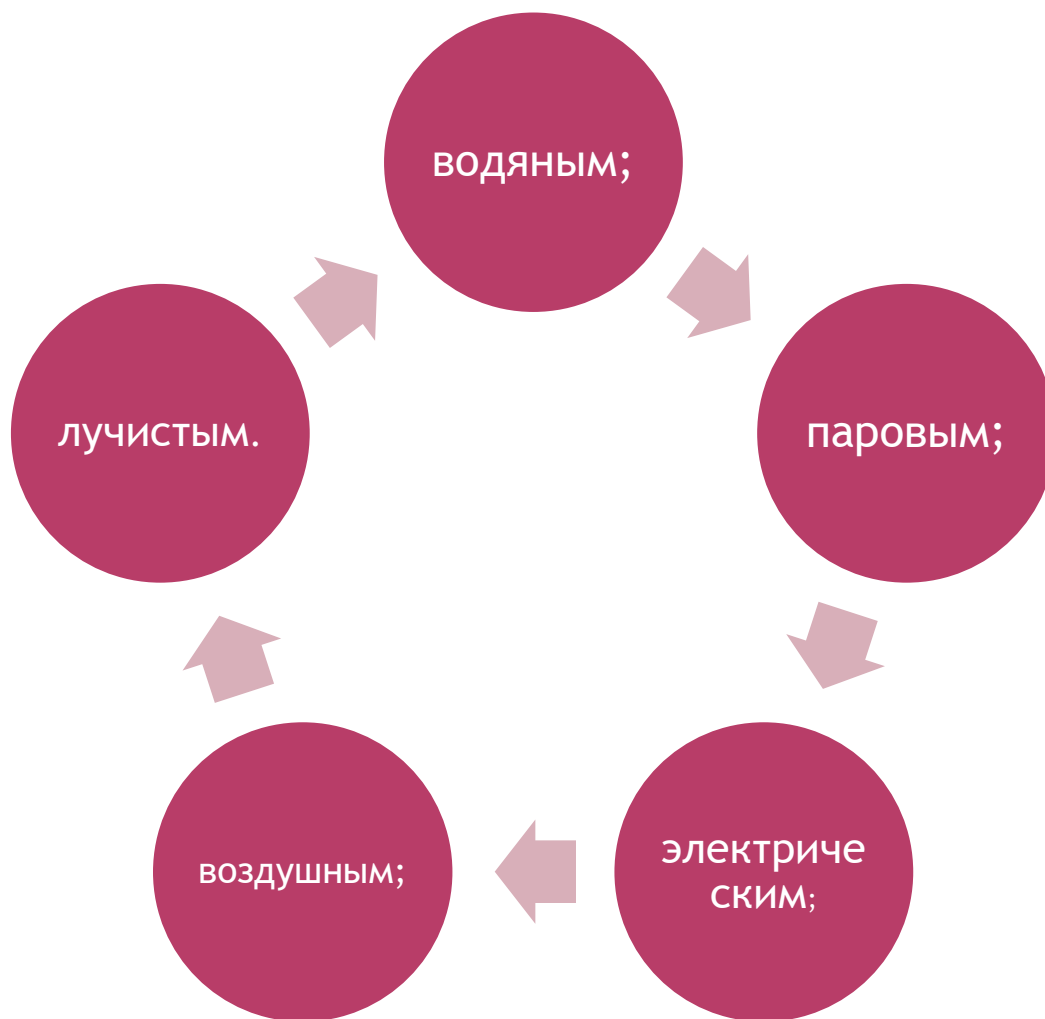 водяным;
паровым;
электриче
ским;
воздушным;
лучистым.